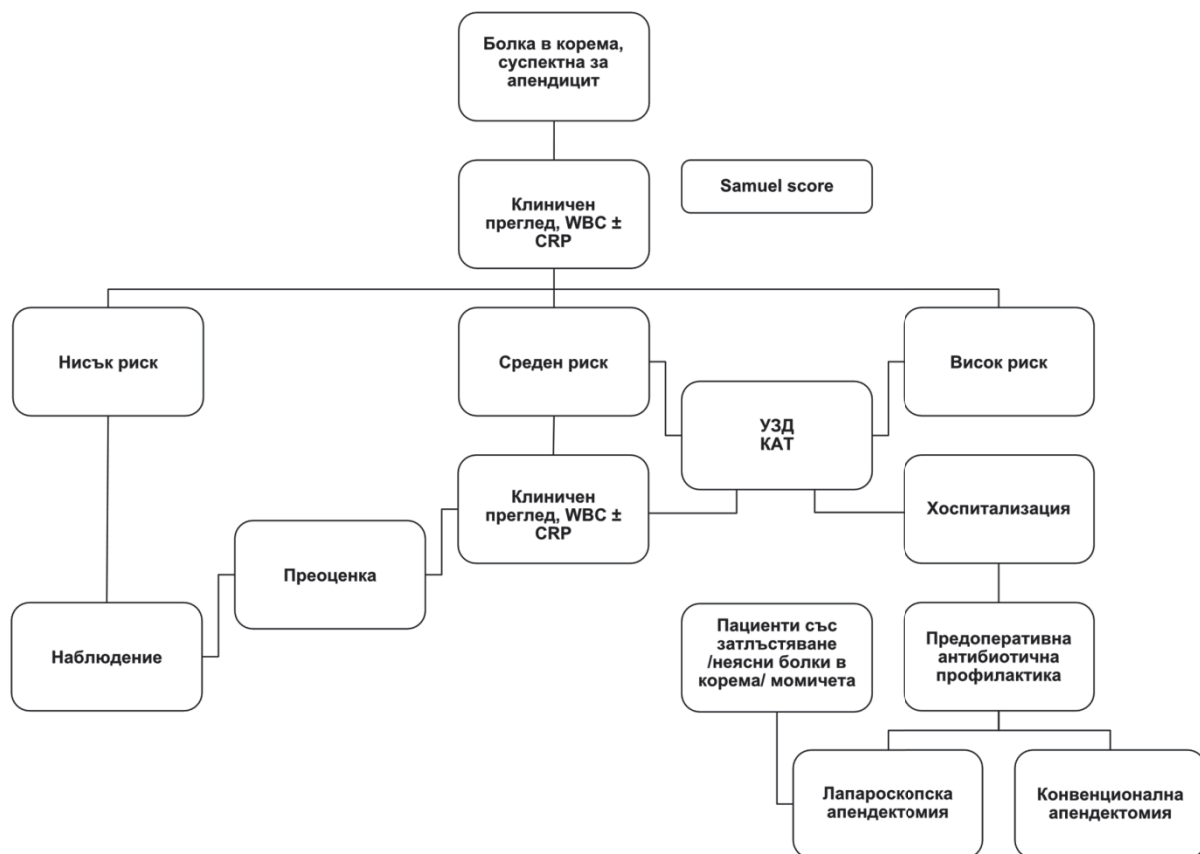 Болка в корема,
суспектна за
апендицит
Клиничен
преглед, WBC ±
CRP
Samuel score
Нисък риск
Среден риск
Висок риск
УЗД
КАТ
Клиничен
преглед, WBC ±
CRP
Хоспитализация
Преоценка
Наблюдение
Пациенти със
затлъстяване
/неясни болки в
корема/ момичета
Предоперативна
антибиотична
профилактика
Лапароскопска
апендектомия
Конвенционална
апендектомия